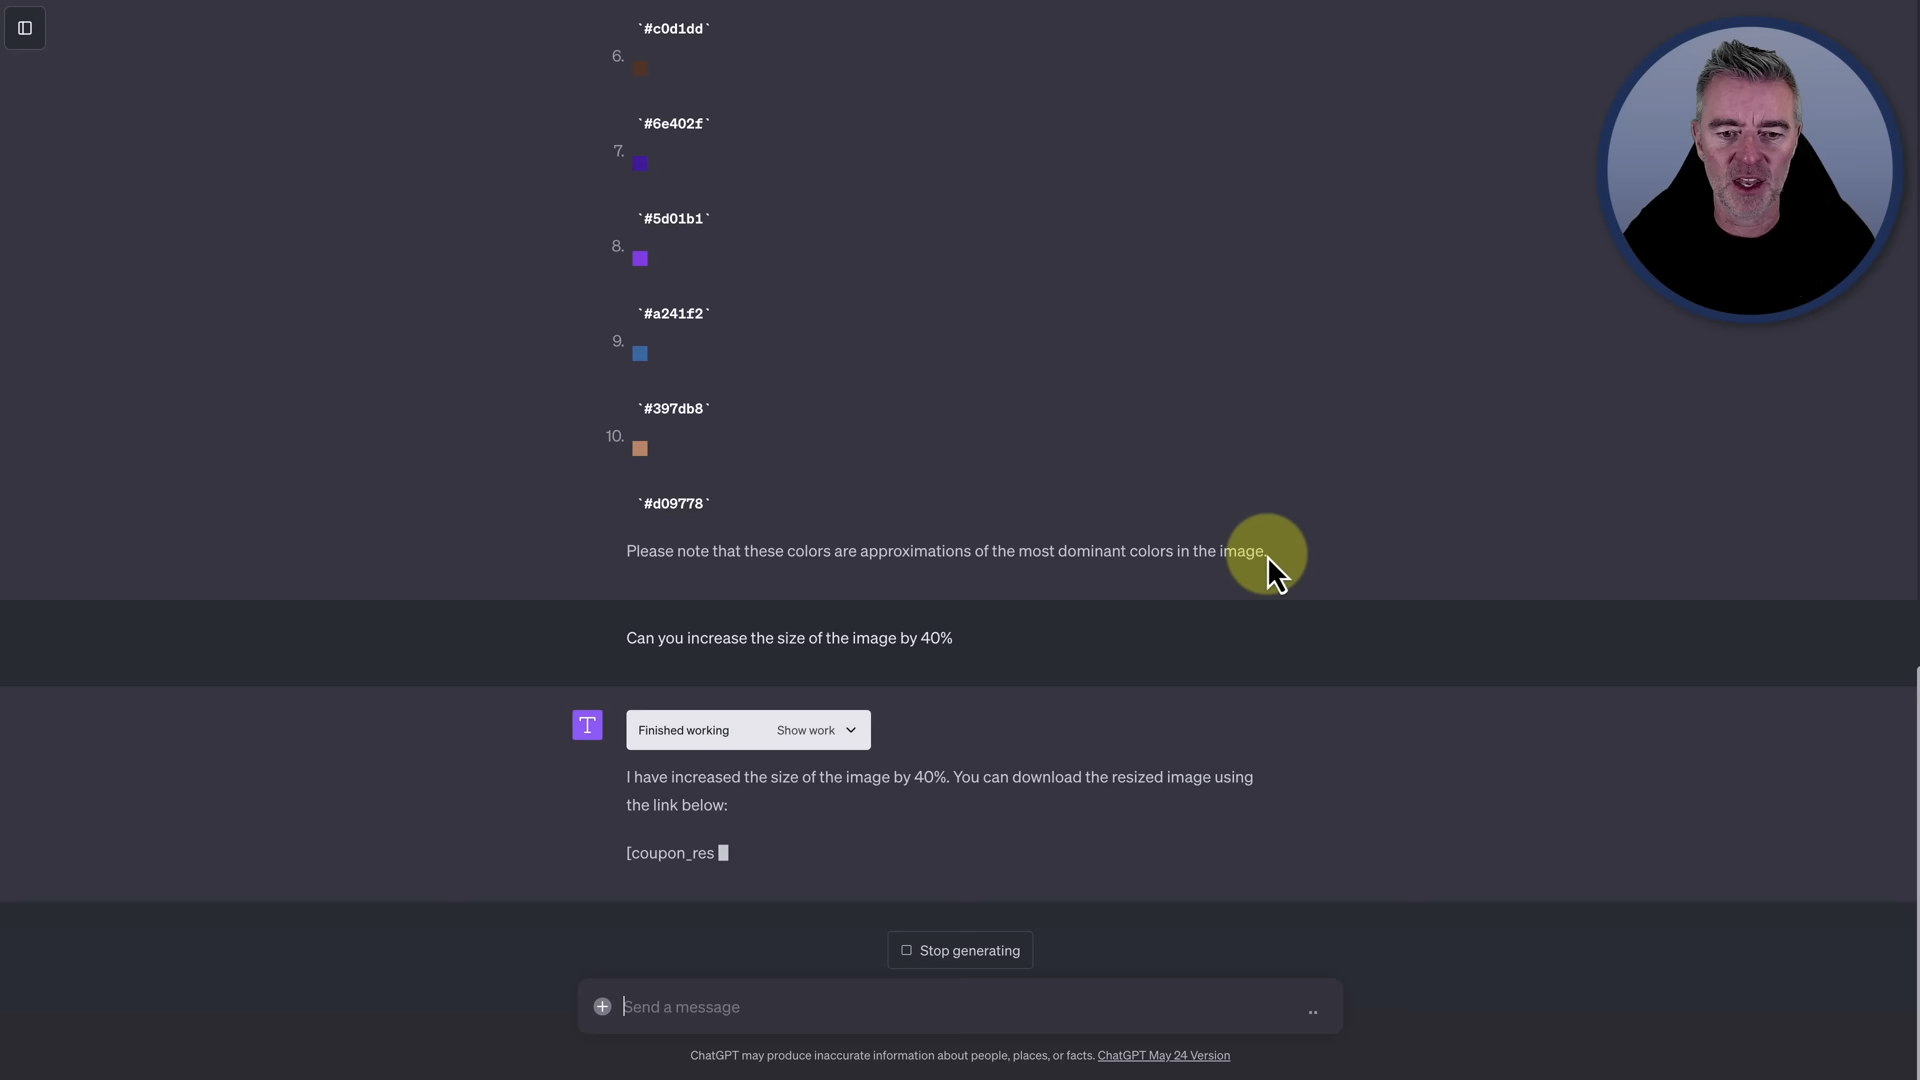 `#c0d1dd`
6.
`#6e402f`
7.
`#5d01b1`
8.
`#a241f2`
9.
`#397db8`
10.
`#d09778`
Please note that these colors are approximations of the most dominant colors in the image.
Can you increase the size of the image by 40%
T
Finished working Show work
I have increased the size of the image by 40%. You can download the resized image using
the link below:
[coupon_res
Stop generating
Send a message
ChatGPT may produce inaccurate information about people, places, or facts. ChatGPT May 24 Version